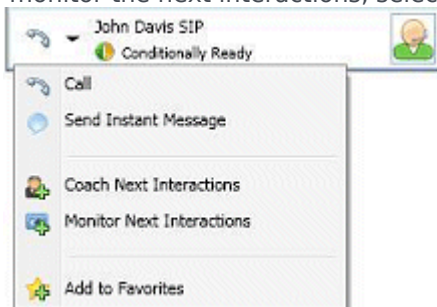 monitor the next interactions, selec
John Davis SIP
Conditionally Ready
Call
Send Instant Message
Coach Next Interactions
Monitor Next Interactions
Add to Favorites